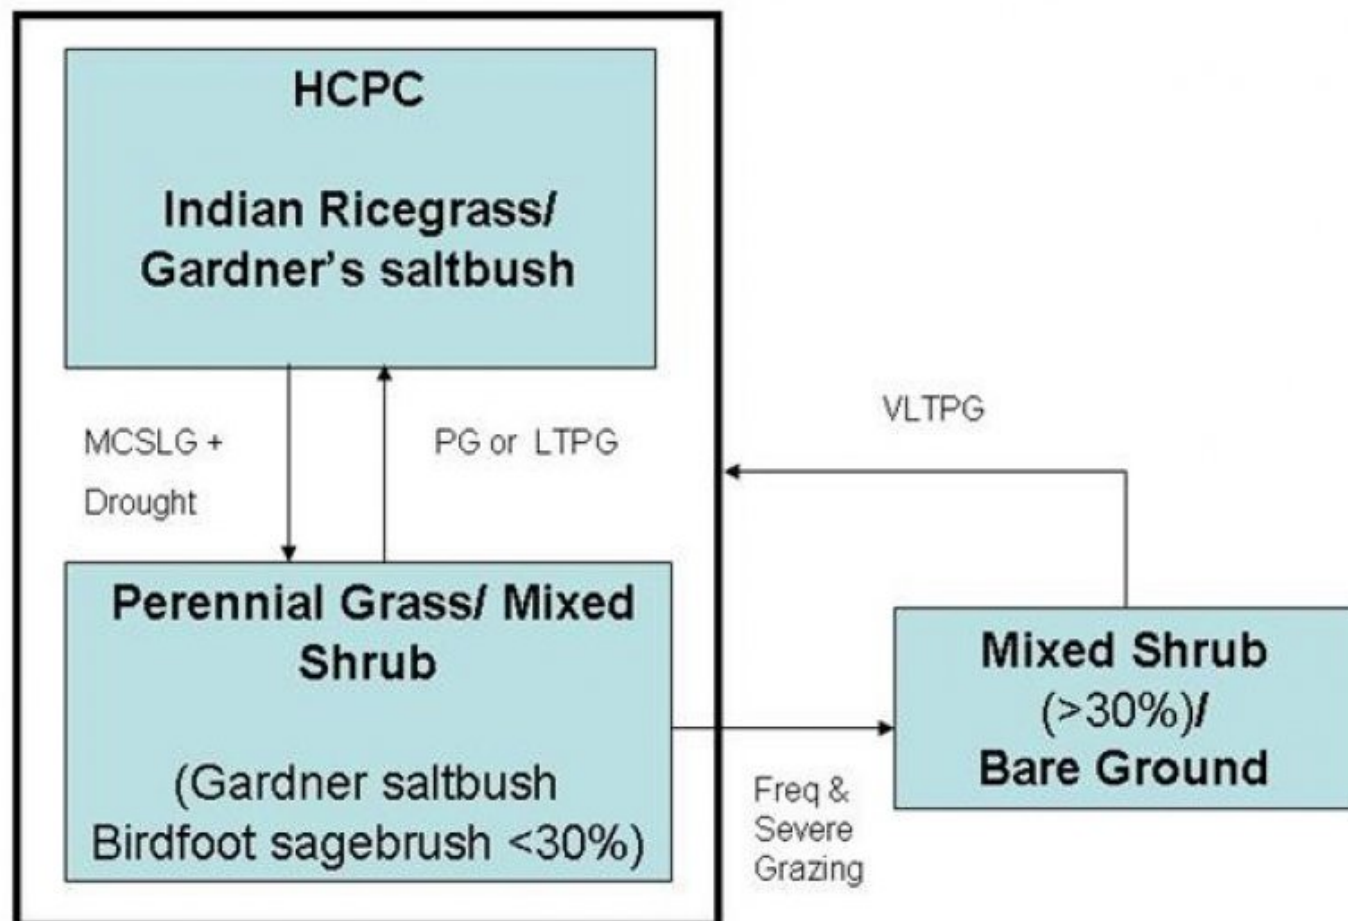 HCPC
Indian Ricegrass/
Gardner's saltbush
MCSLG +
Drought
PG or LTPG
VLTPG
Perennial Grass/ Mixed
Shrub
(Gardner saltbush
Birdfoot sagebrush <30%)
Freq &
Severe
Grazing
Mixed Shrub
(>30%)/
Bare Ground